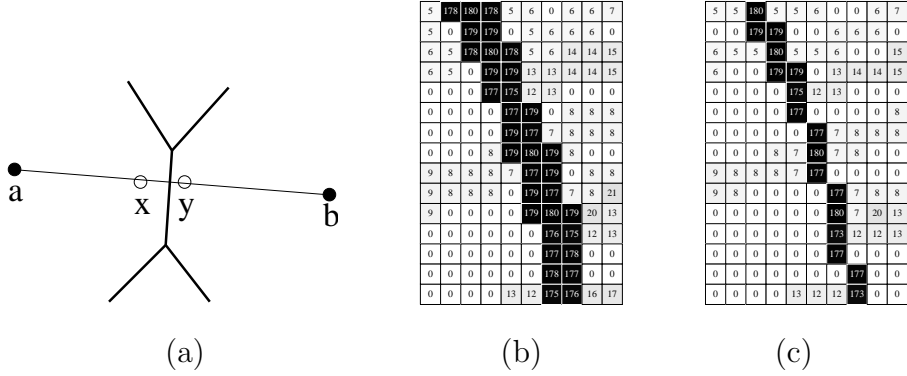 a
x
y
b
5 178 180 178 5 6 0 6 6 7
5 0 179 179 0 5 6 6 6 0
6 5 178 180 178 5 6 14 14 15
6 5 0 179 179 13 13 14 14 15
0 0 0 177 175 12 13 0 0 0
0 0 0 0 177 179 0 8 8 8
0 0 0 0 179 177 7 8 8 8
0 0 0 8 179 180 179 8 0 0
9 8 8 8 7 177 179 0 8 8
9 8 8 8 0 179 177 7 8 21
9 0 0 0 0 179 180 179 20 13
0 0 0 0 0 0 176 175 12 13
0 0 0 0 0 0 177 178 0 0
0 0 0 0 0 0 178 177 0 0
0 0 0 0 13 12 175 176 16 17
5 5 180 5 5 6 0 6 6 7
0 0 179 179 0 5 6 6 6 0
6 5 5 180 5 5 6 0 0 15
6 0 0 179 179 0 13 14 14 15
0 0 0 0 175 12 13 0 0 0
0 0 0 0 177 0 0 0 0 8
0 0 0 0 0 177 7 8 8 8
0 0 0 8 7 180 7 8 0 0
9 8 8 8 7 177 0 0 0 0
9 8 0 0 0 0 177 7 8 8
9 0 0 0 0 0 180 7 20 13
0 0 0 0 0 0 173 12 12 13
0 0 0 0 0 0 177 0 0 0
0 0 0 0 0 0 0 177 0 0
0 0 0 0 13 12 12 173 0 0
(a)
(b)
(c)